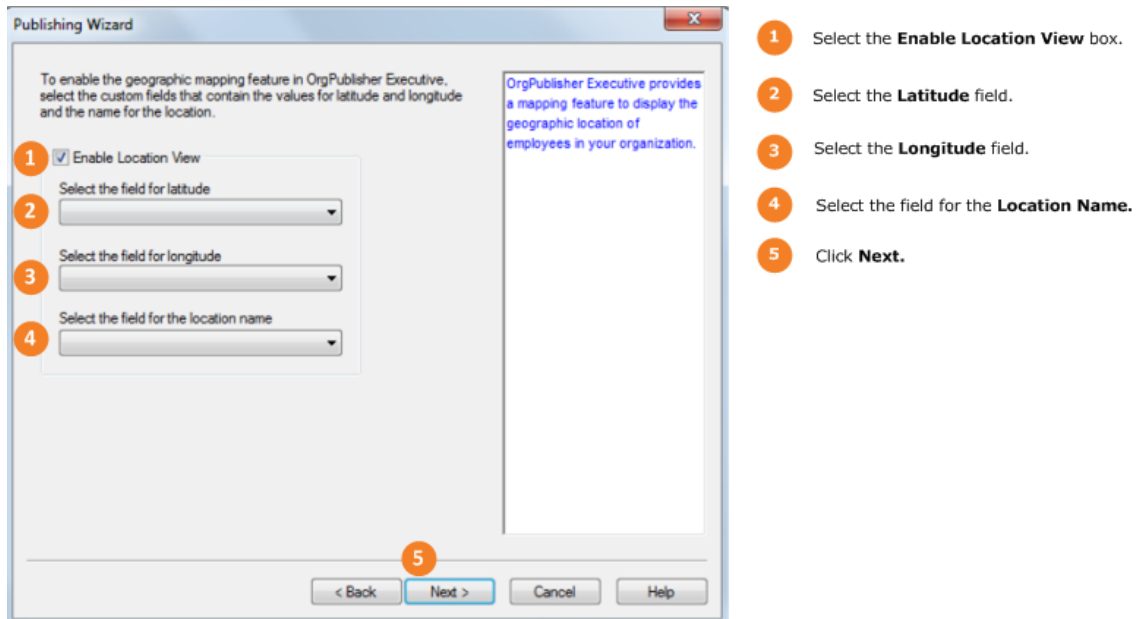 Publishing Wizard
x
To enable the geographic mapping feature in OrgPublisher Executive,
select the custom fields that contain the values for latitude and longitude
and the name for the location.
1
Enable Location View
Select the field for latitude
2
Select the field for longitude
3
Select the field for the location name
4
OrgPublisher Executive provides
a mapping feature to display the
geographic location of
employees in your organization.
5
< Back
Next >
Cancel
Help
1 Select the Enable Location View box.
2 Select the Latitude field.
3 Select the Longitude field.
4 Select the field for the Location Name.
5 Click Next.